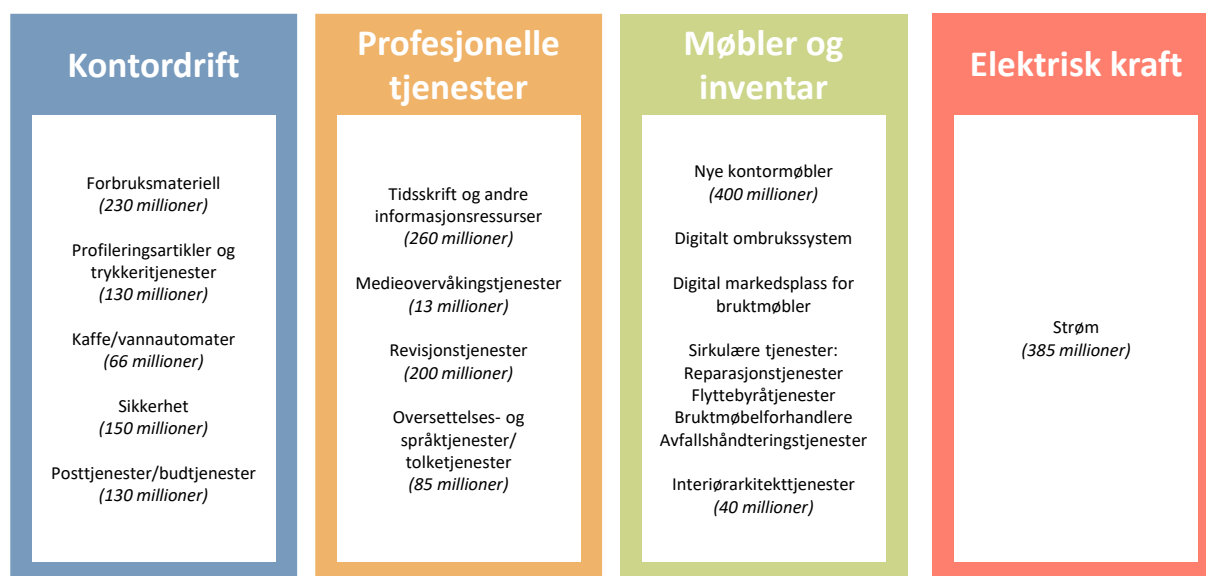 Kontordrift
Forbruksmateriell
(230 millioner)
Profileringsartikler og
trykkeritjenester
(130 millioner)
Kaffe/vannautomater
(66 millioner)
Sikkerhet
(150 millioner)
Posttjenester/budtjenester
(130 millioner)
Profesjonelle
tjenester
Tidsskrift og andre
informasjonsressurser
(260 millioner)
Medieovervåkingstjenester
(13 millioner)
Revisjonstjenester
(200 millioner)
Oversettelses- og
språktjenester/
tolketjenester
(85 millioner)
Møbler og
inventar
Nye kontormøbler
(400 millioner)
Digitalt ombrukssystem
Digital markedsplass for
bruktmøbler
Sirkulære tjenester:
Reparasjonstjenester
Flyttebyråtjenester
Bruktmøbelforhandlere
Avfallshåndteringstjenester
Interiørarkitekttjenester
(40 millioner)
Elektrisk kraft
Strøm
(385 millioner)